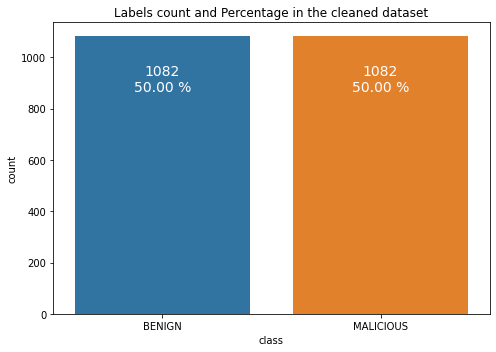 Labels count and Percentage in the cleaned dataset
1000
800
600
400
200
0
count
1082
50.00 %
1082
50.00 %
BENIGN
MALICIOUS
class